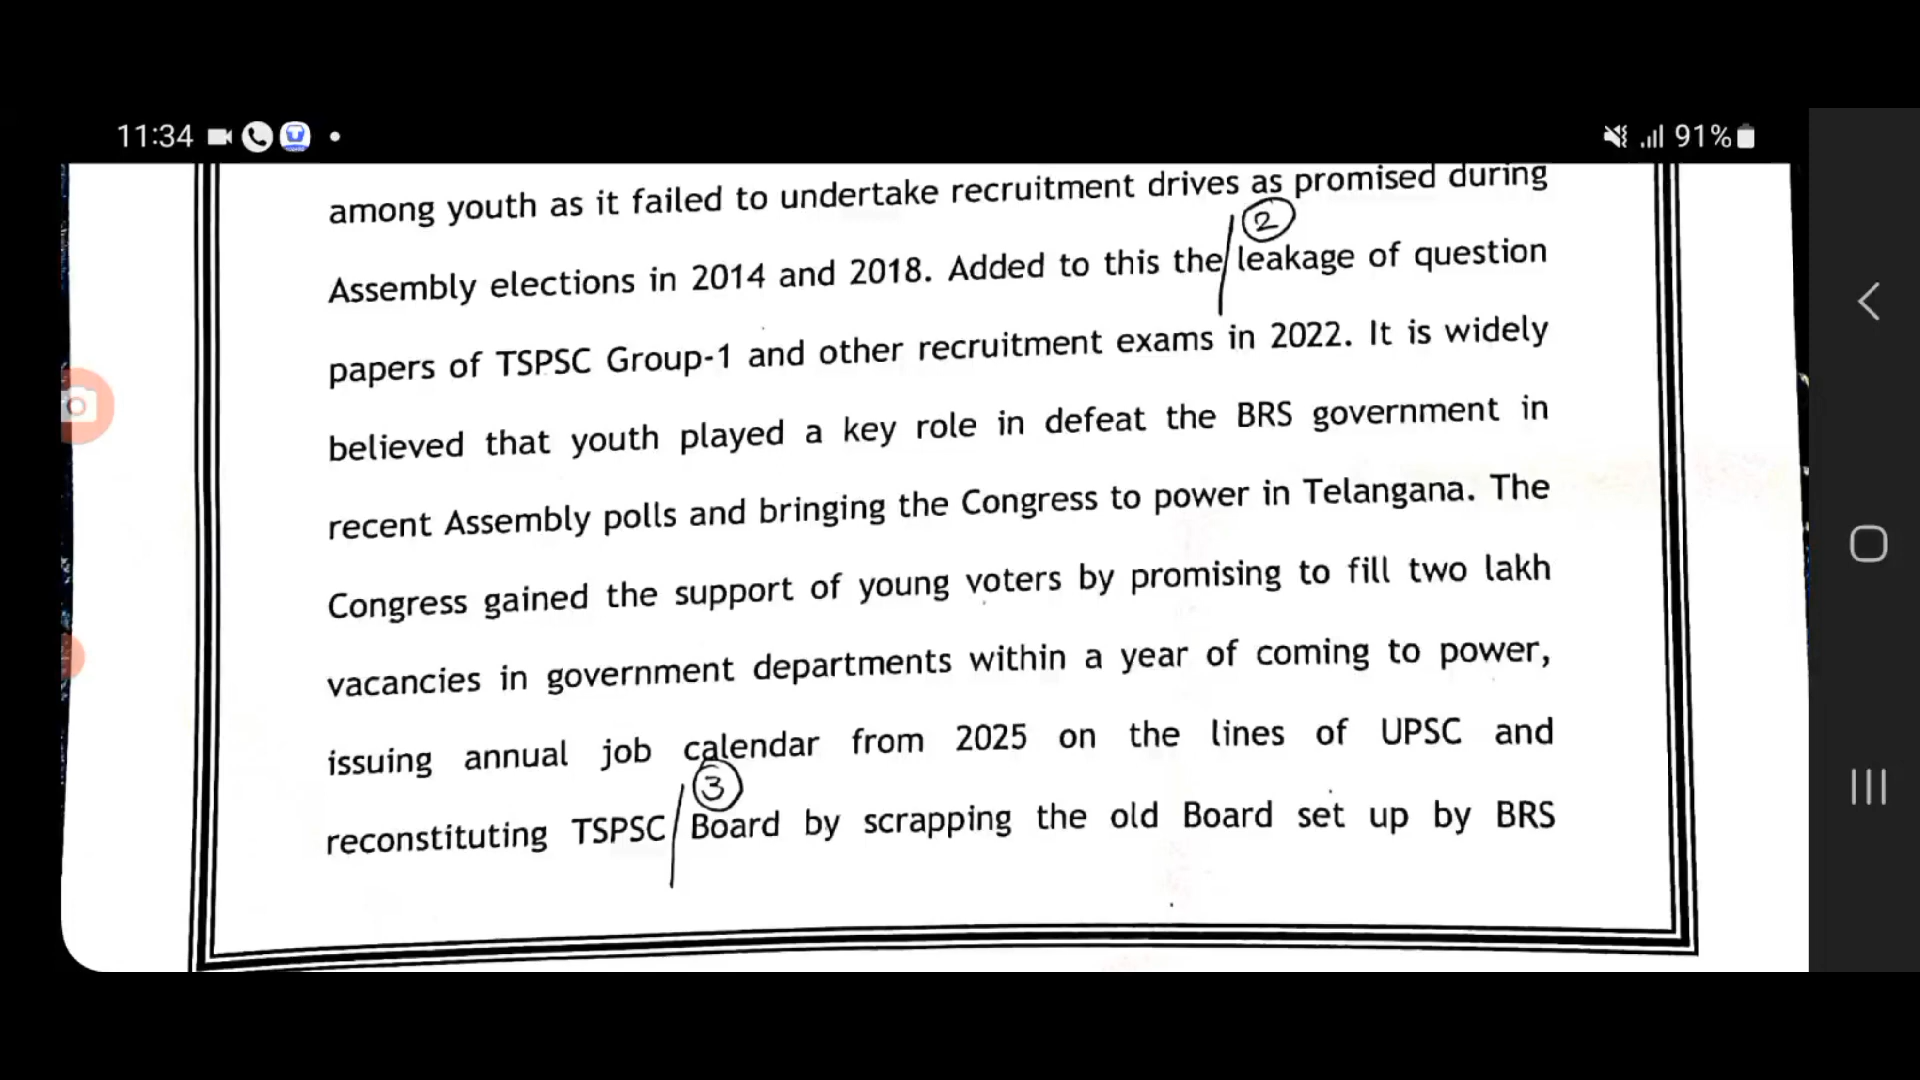 11:34
91%
among youth as it failed to undertake recruitment drives as promised during
②
Assembly elections in 2014 and 2018. Added to this the/ leakage of question
papers of TSPSC Group-1 and other recruitment exams in 2022. It is widely
believed that youth played a key role in defeat the BRS government in
recent Assembly polls and bringing the Congress to power in Telangana. The
Congress gained the support of young voters by promising to fill two lakh
vacancies in government departments within a year of coming to power,
issuing annual job calendar from 2025 on the lines of UPSC and
③
reconstituting TSPSC/ Board by scrapping the old Board set up by BRS